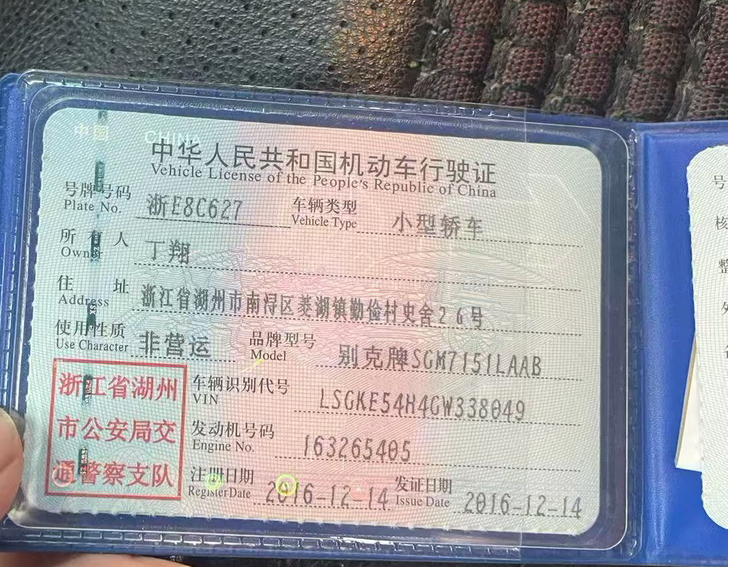 中国 CHINA
中华人民共和国机动车行驶证
Vehicle License of the People's Republic of China
号牌号码 浙E8C627 车辆类型 小型轿车
Plate No. Vehicle Type
所有人 丁翔
Owner
住址 浙江省湖州市南浔区菱湖镇勤俭村史舍26号
Address
使用性质 非营运 品牌型号 别克牌SGM7151LAAB
Use Character Model
浙江省湖州
市公安局交
通警察支队
车辆识别代号 LSGKE54H4GW338049
VIN
发动机号码 163265405
Engine No.
注册日期 2016-12-14 发证日期 2016-12-14
Register Date Issue Date
号
核
整